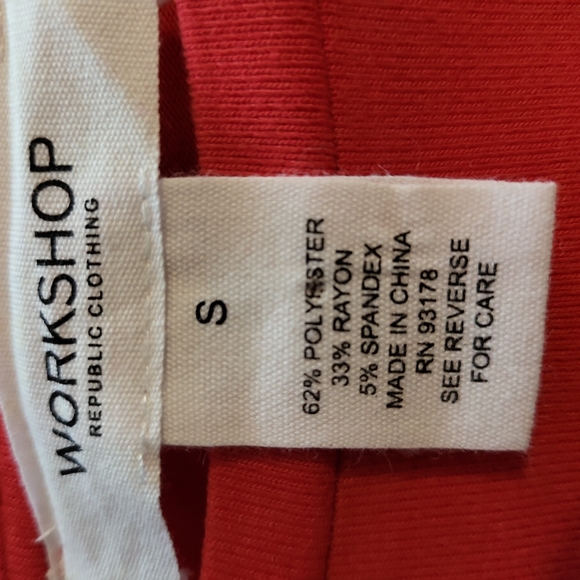 WORKSHOP
REPUBLIC CLOTHING
S
62% POLYESTER
33% RAYON
5% SPANDEX
MADE IN CHINA
RN 93178
SEE REVERSE
FOR CARE